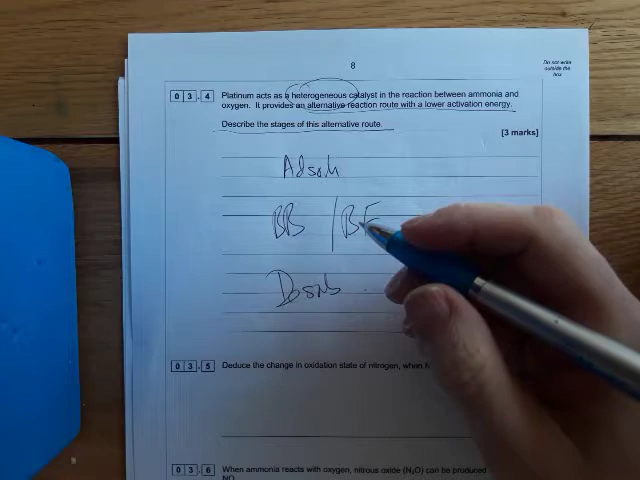 8
Do not write
outside the
box
0 3 . 4 Platinum acts as a heterogeneous catalyst in the reaction between ammonia and
oxygen. It provides an alternative reaction route with a lower activation energy.
Describe the stages of this alternative route.
[3 marks]
Adsorb
BB / BF
Desorb
0 3 . 5 Deduce the change in oxidation state of nitrogen, when
0 3 . 6 When ammonia reacts with oxygen, nitrous oxide (N₂O) can be produced
NO.